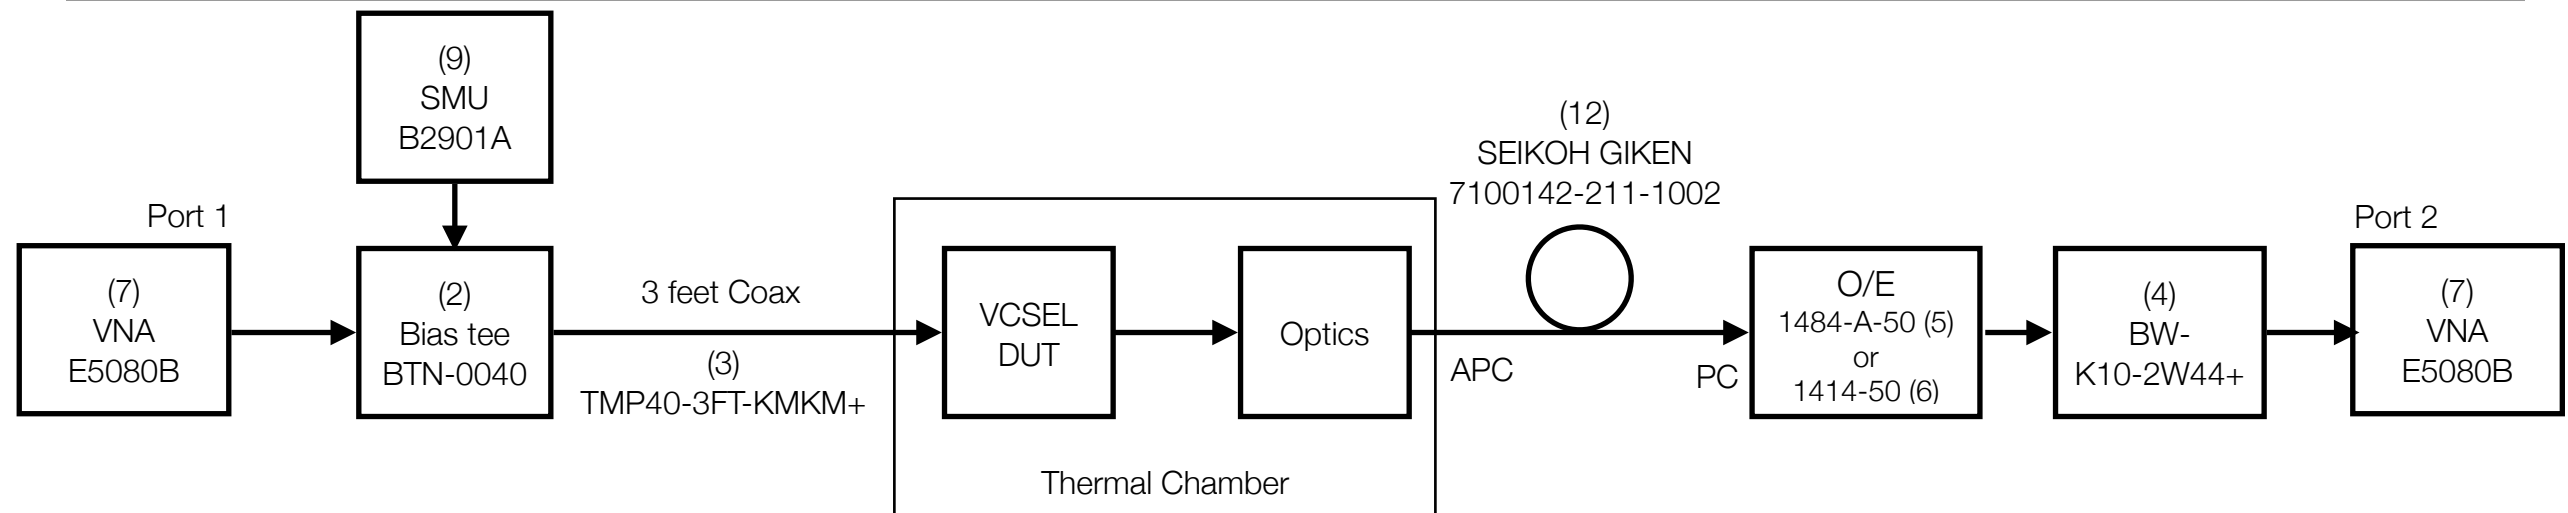 (9)
SMU
B2901A
(12)
SEIKOH GIKEN
7100142-211-1002
Port 1
Port 2
(7)
VNA
E5080B
(2)
Bias tee
BTN-0040
3 feet Coax
(3)
TMP40-3FT-KMKM+
VCSEL
DUT
Optics
Thermal Chamber
APC
PC
O/E
1484-A-50 (5)
or
1414-50 (6)
(4)
BW-
K10-2W44+
(7)
VNA
E5080B